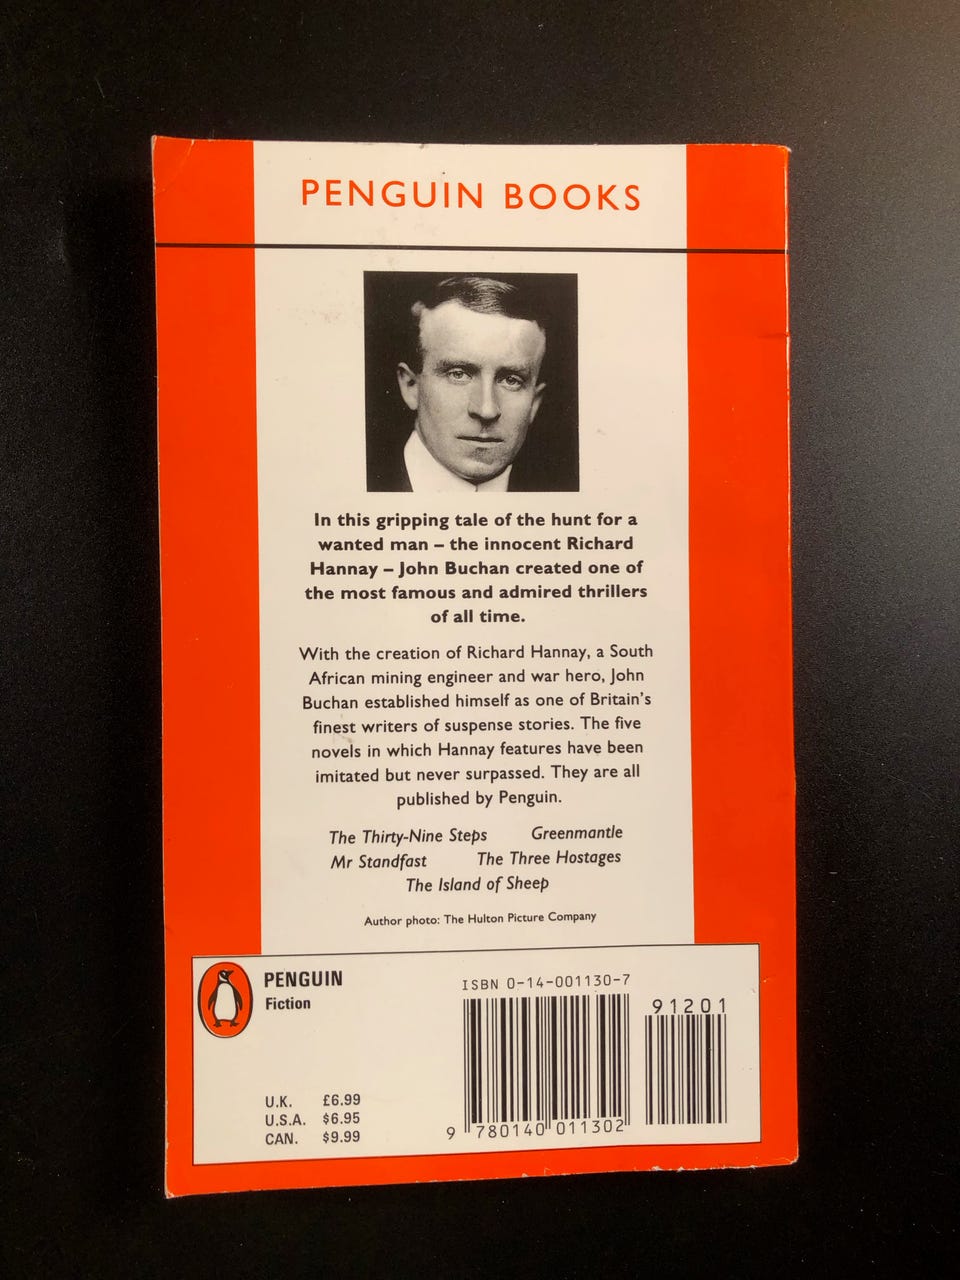 PENGUIN BOOKS
In this gripping tale of the hunt for a
wanted man – the innocent Richard
Hannay – John Buchan created one of
the most famous and admired thrillers
of all time.
With the creation of Richard Hannay, a South
African mining engineer and war hero, John
Buchan established himself as one of Britain's
finest writers of suspense stories. The five
novels in which Hannay features have been
imitated but never surpassed. They are all
published by Penguin.
The Thirty-Nine Steps Greenmantle
Mr Standfast The Three Hostages
The Island of Sheep
Author photo: The Hulton Picture Company
PENGUIN
Fiction
ISBN 0-14-001130-7
91201
U.K. £6.99
U.S.A. $6.95
CAN. $9.99
9 780140 011302